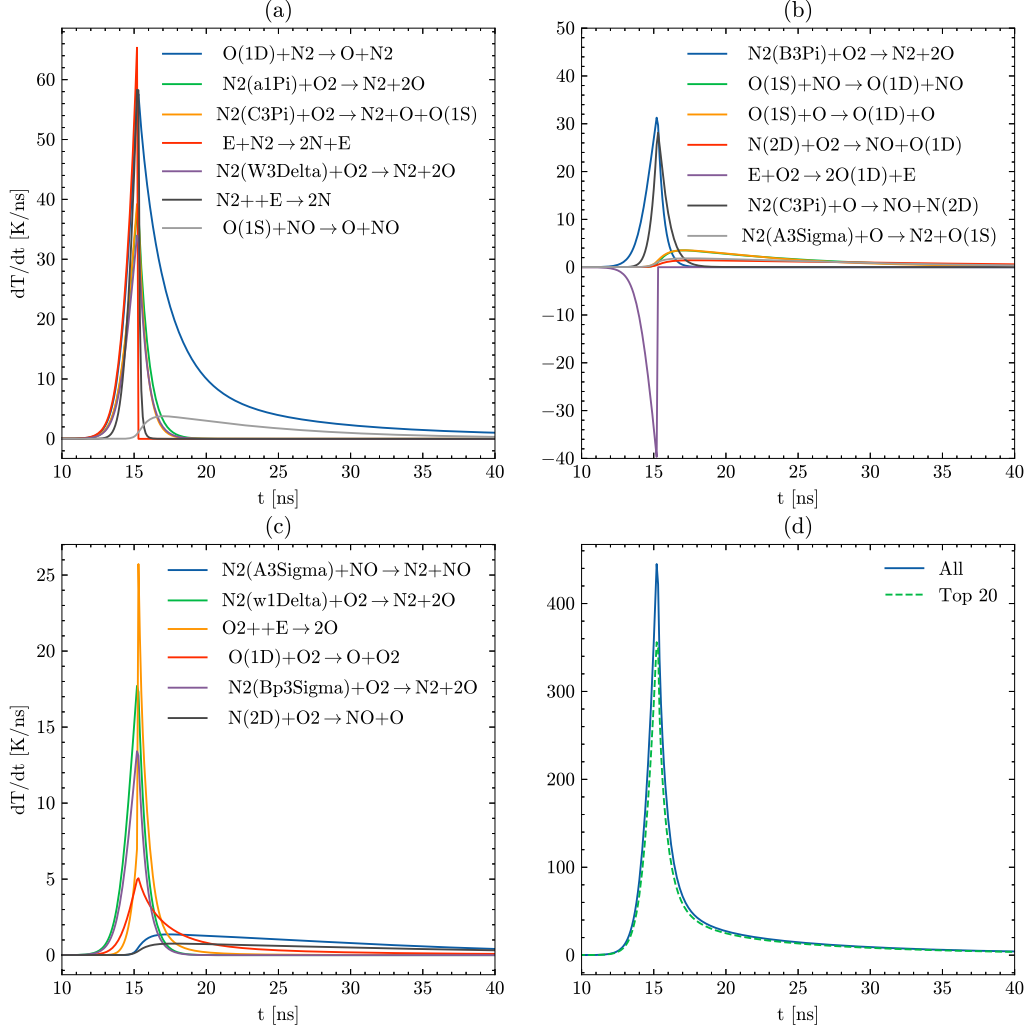 (a)
dT/dt [K/ns]
60
50
40
30
20
10
0
O(1D)+N2→O+N2
N2(a1Pi)+O2→N2+2O
N2(C3Pi)+O2→N2+O+O(1S)
E+N2→2N+E
N2(W3Delta)+O2→N2+2O
N2++E→2N
O(1S)+NO→O+NO
10 15 20 25 30 35 40
t [ns]
(b)
50
40
30
20
10
0
−10
−20
−30
−40
N2(B3Pi)+O2→N2+2O
O(1S)+NO→O(1D)+NO
O(1S)+O→O(1D)+O
N(2D)+O2→NO+O(1D)
E+O2→2O(1D)+E
N2(C3Pi)+O→NO+N(2D)
N2(A3Sigma)+O→N2+O(1S)
10 15 20 25 30 35 40
t [ns]
(c)
dT/dt [K/ns]
25
20
15
10
5
0
N2(A3Sigma)+NO→N2+NO
N2(w1Delta)+O2→N2+2O
O2++E→2O
O(1D)+O2→O+O2
N2(Bp3Sigma)+O2→N2+2O
N(2D)+O2→NO+O
10 15 20 25 30 35 40
t [ns]
(d)
400
300
200
100
0
All
Top 20
10 15 20 25 30 35 40
t [ns]